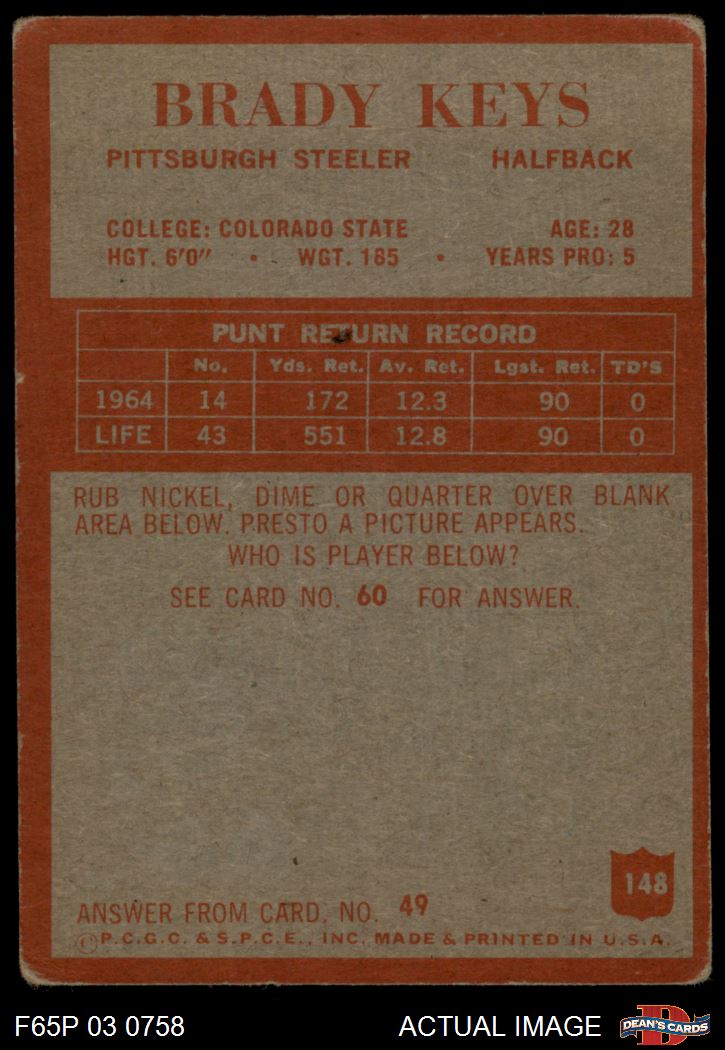 BRADY KEYS
PITTSBURGH STEELER HALFBACK
COLLEGE: COLORADO STATE AGE: 28
HGT. 6'0" • WGT. 185 • YEARS PRO: 5
PUNT RETURN RECORD
No. Yds. Ret. Av. Ret. Lgst. Ret. TD'S
1964 14 172 12.3 90 0
LIFE 43 551 12.8 90 0
RUB NICKEL, DIME OR QUARTER OVER BLANK
AREA BELOW. PRESTO A PICTURE APPEARS.
WHO IS PLAYER BELOW?
SEE CARD NO. 60 FOR ANSWER.
148
ANSWER FROM CARD. NO. 49
©P.C.G.C. & S.P.C.E., INC. MADE & PRINTED IN U.S.A.
F65P 03 0758 ACTUAL IMAGE D DEAN'S CARDS